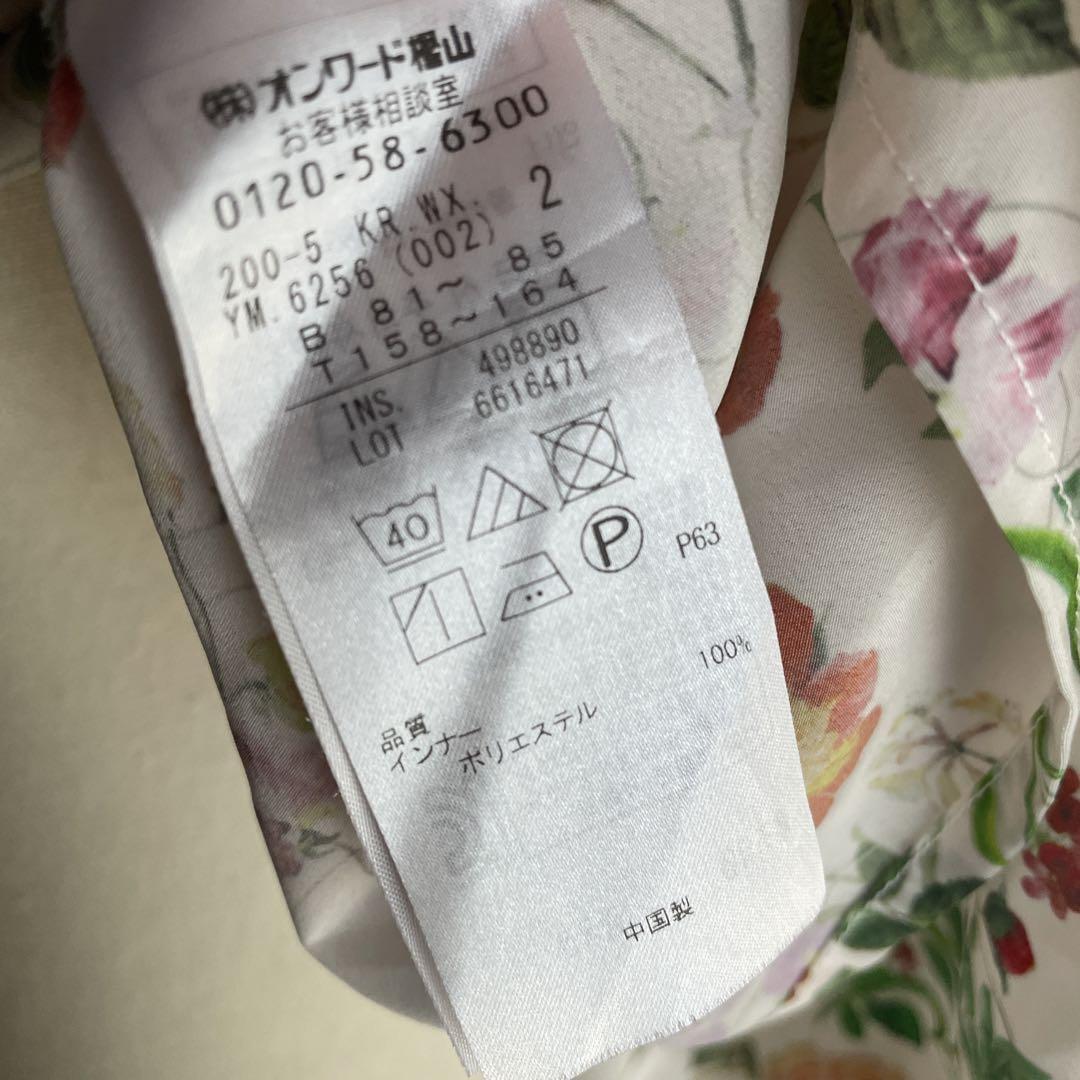 ㈱オンワード樫山
お客様相談室
0120-58-6300
200-5 KR.WX. 2
YM.6256 (002)
B 81～ 85
T 158～164
INS. 498890
LOT 6616471
40
P P63
品質
インナー 100%
ポリエステル
中国製